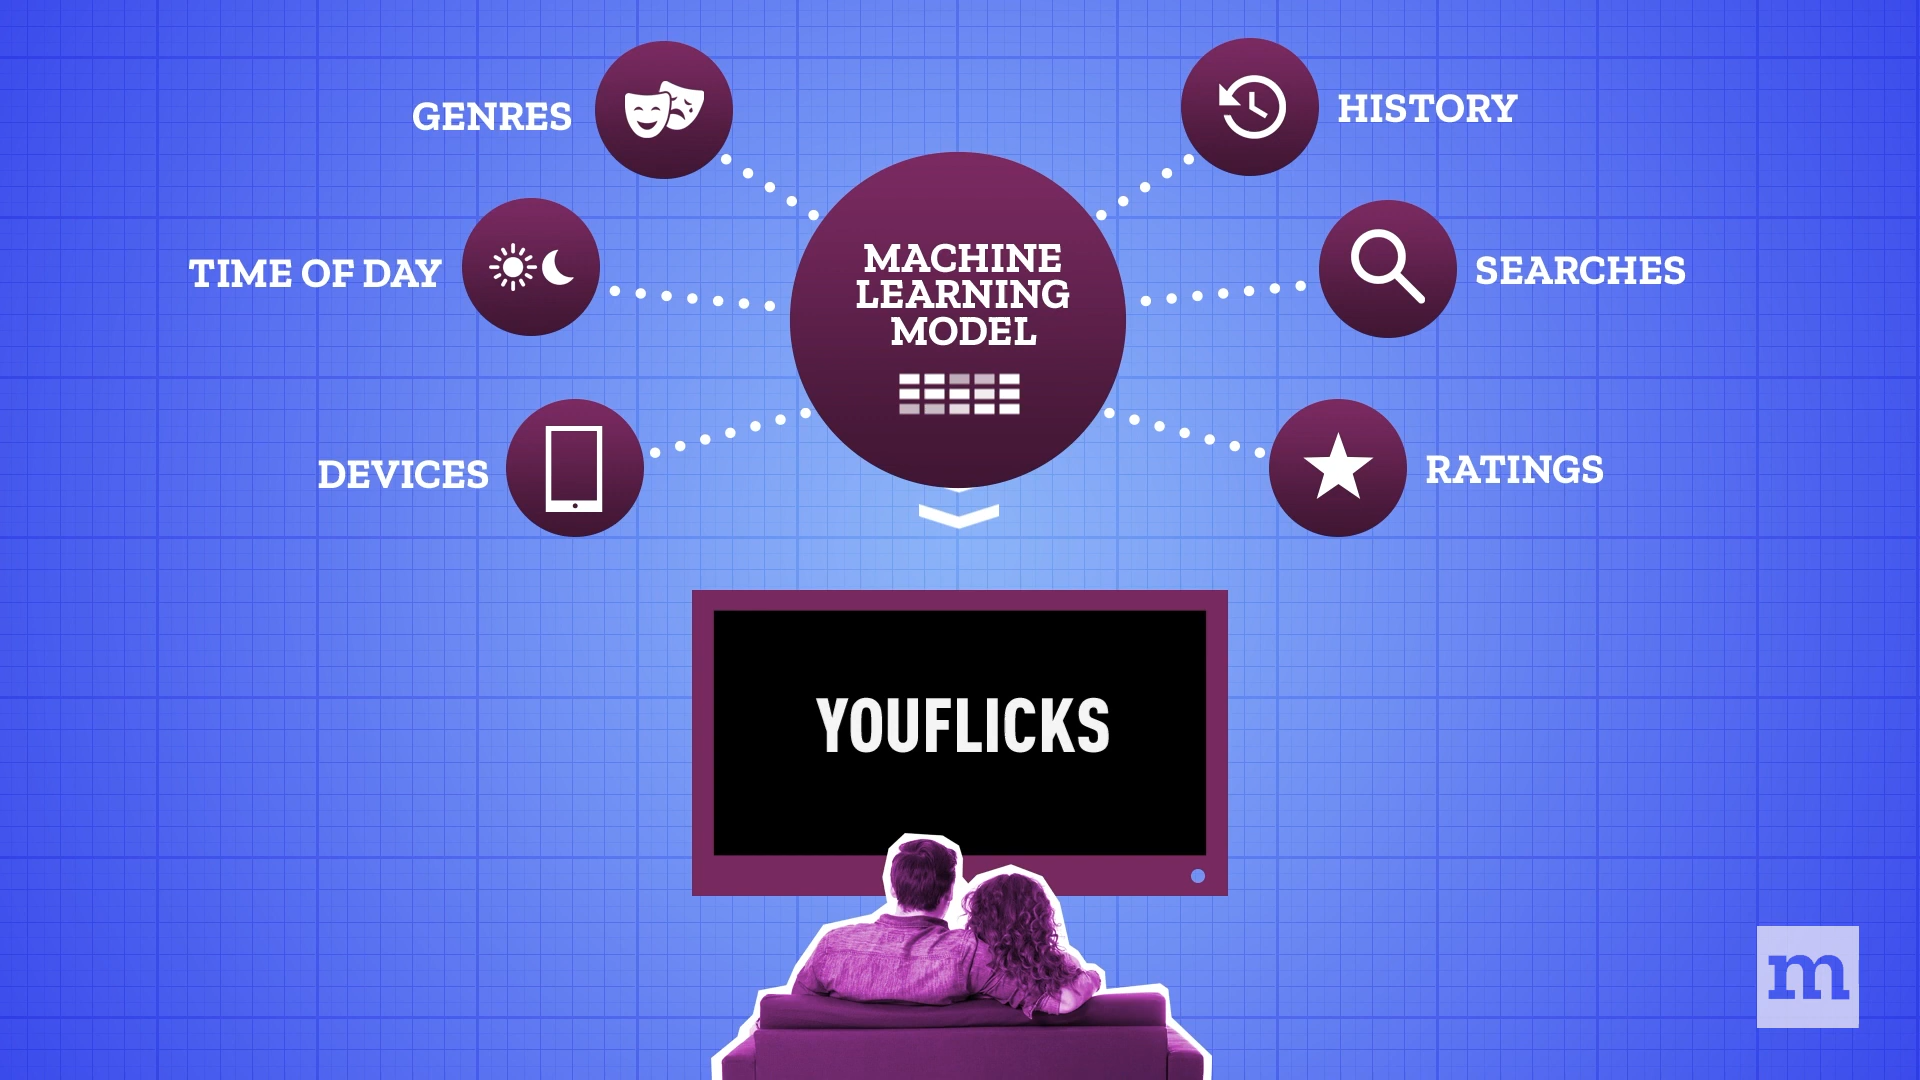 GENRES
HISTORY
TIME OF DAY
MACHINE
LEARNING
MODEL
SEARCHES
DEVICES
RATINGS
YOUFLICKS
m